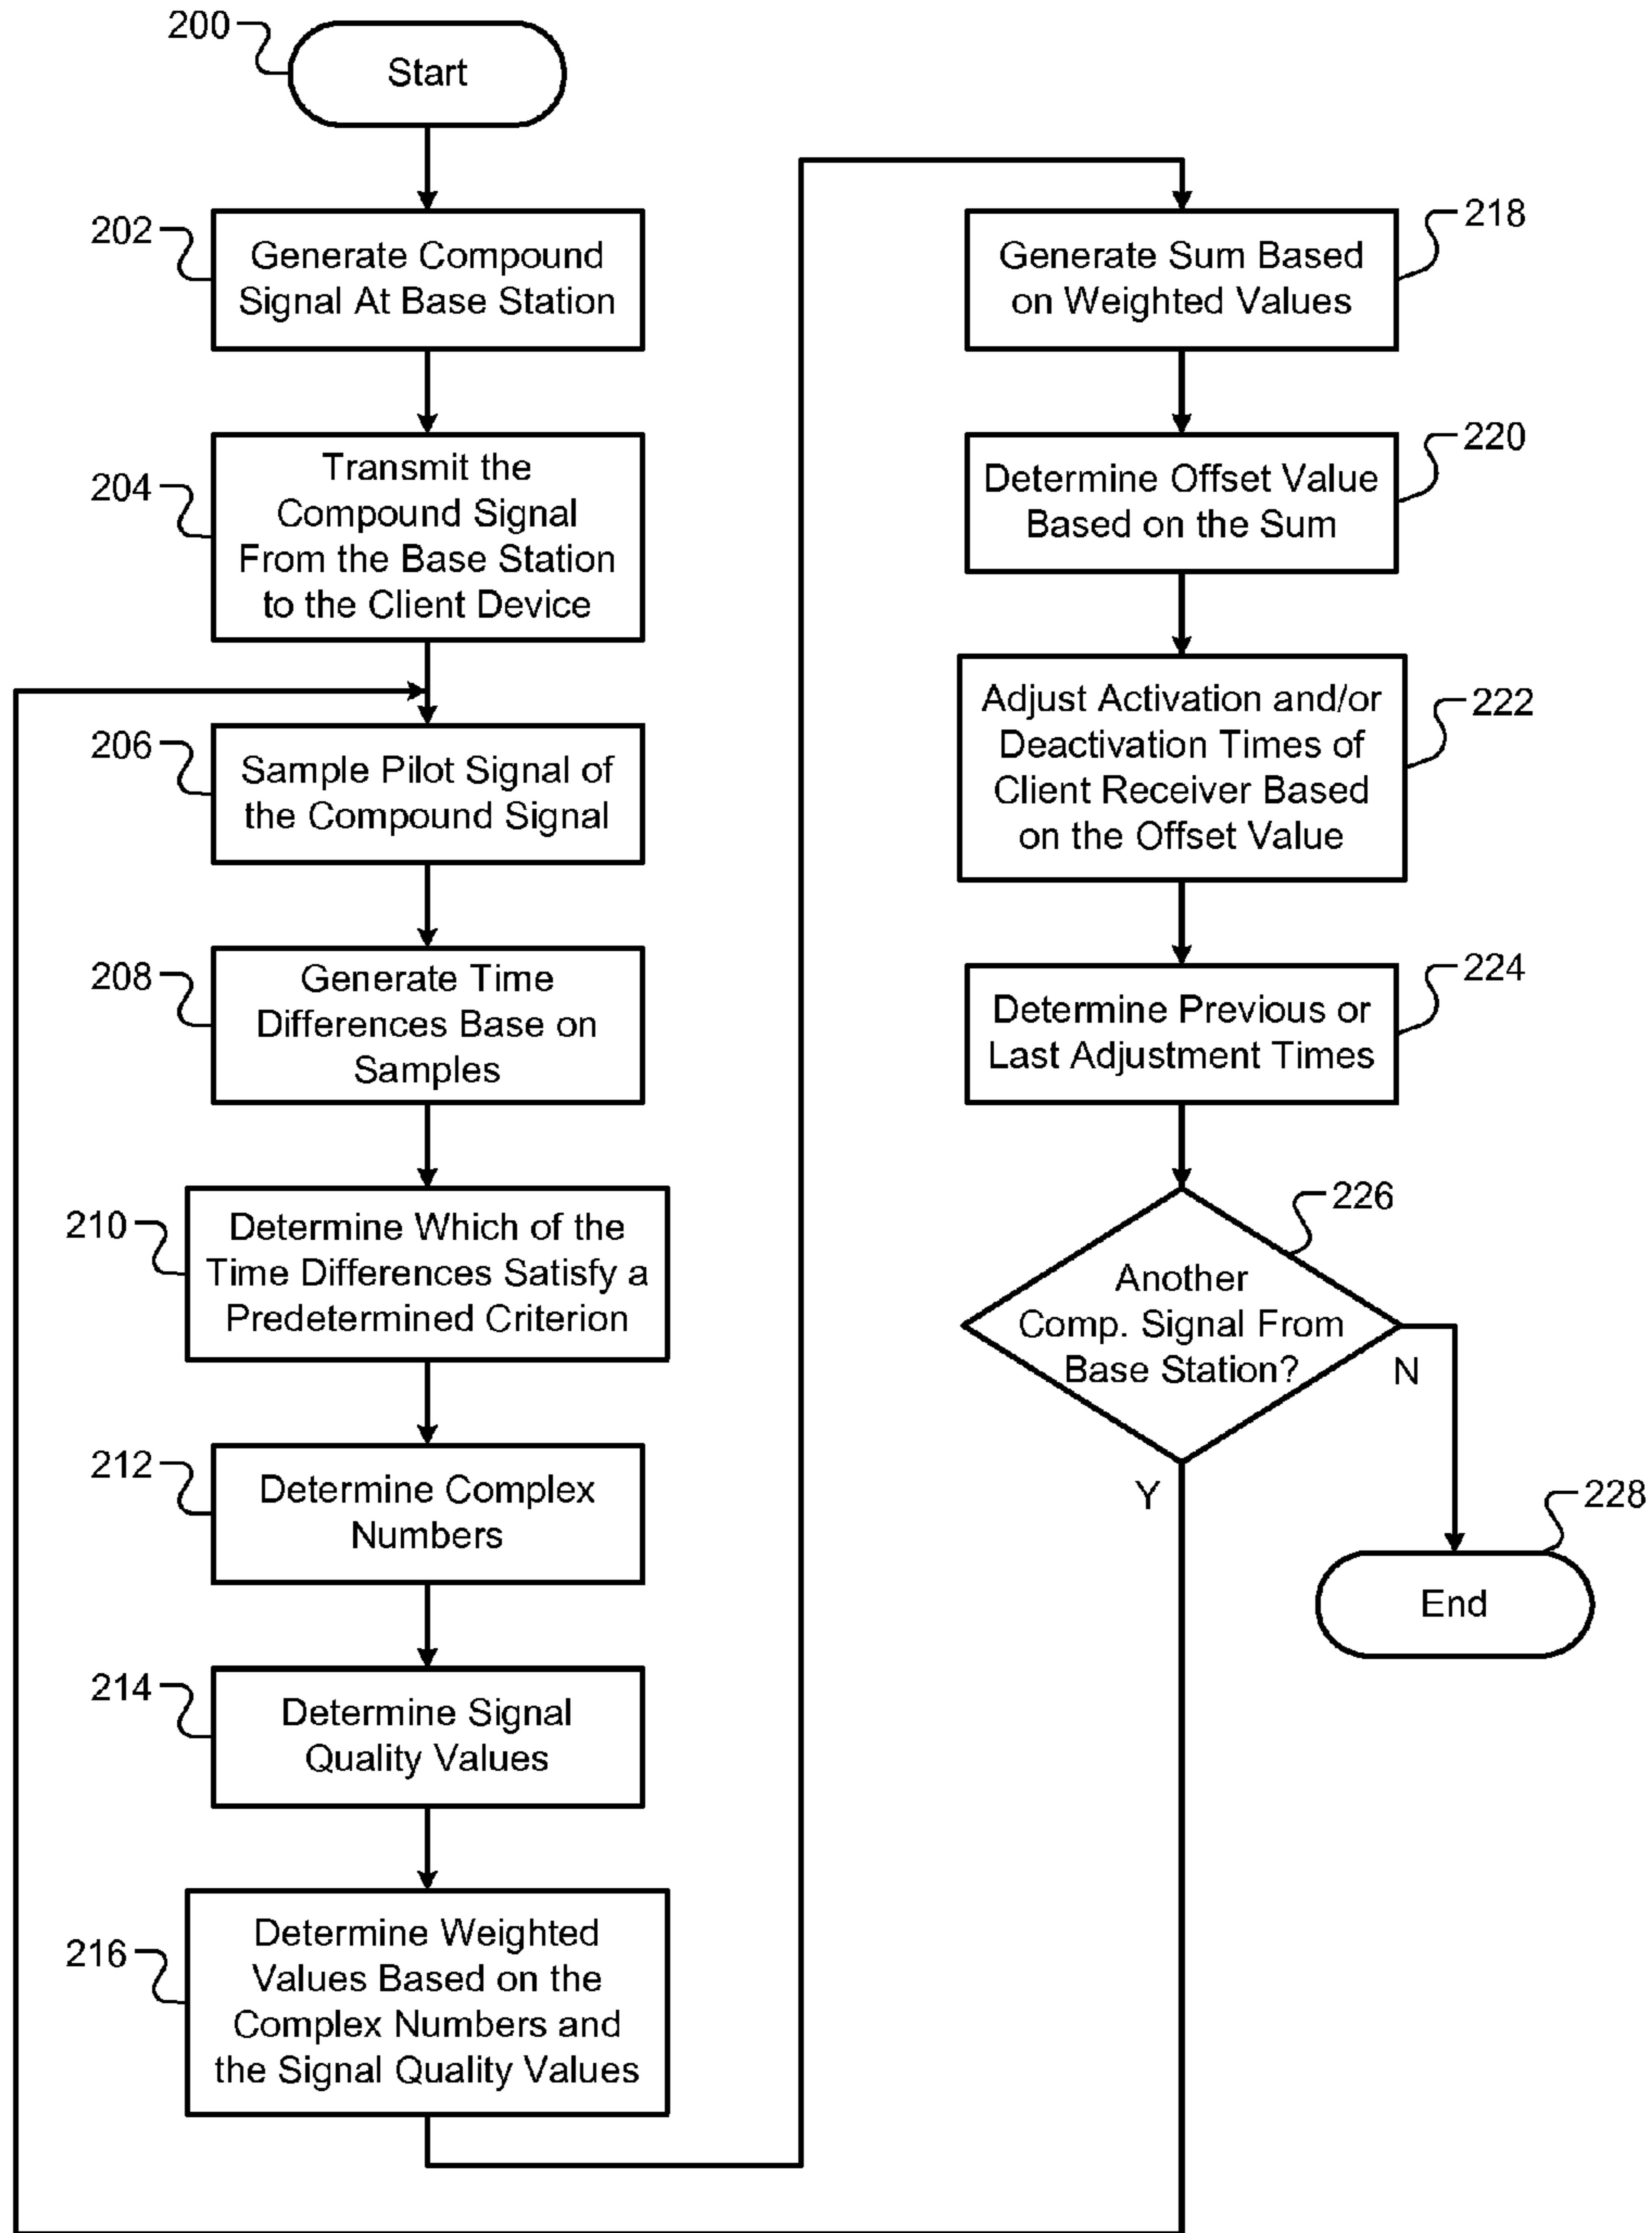 200
Start
202
Generate Compound
Signal At Base Station
204
Transmit the
Compound Signal
From the Base Station
to the Client Device
206
Sample Pilot Signal of
the Compound Signal
208
Generate Time
Differences Base on
Samples
210
Determine Which of the
Time Differences Satisfy a
Predetermined Criterion
212
Determine Complex
Numbers
214
Determine Signal
Quality Values
216
Determine Weighted
Values Based on the
Complex Numbers and
the Signal Quality Values
218
Generate Sum Based
on Weighted Values
220
Determine Offset Value
Based on the Sum
222
Adjust Activation and/or
Deactivation Times of
Client Receiver Based
on the Offset Value
224
Determine Previous or
Last Adjustment Times
226
Another
Comp. Signal From
Base Station?
N
Y
228
End